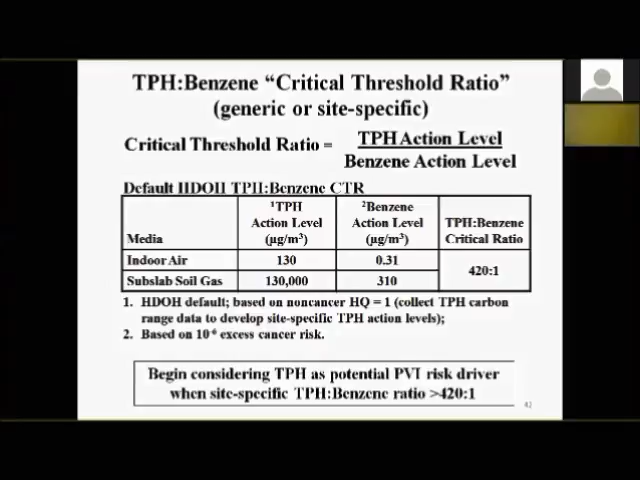 TPH:Benzene “Critical Threshold Ratio”
(generic or site-specific)
Critical Threshold Ratio = TPH Action Level
Benzene Action Level
Default HDOH TPH:Benzene CTR
Media
¹TPH
Action Level
(µg/m³)
²Benzene
Action Level
(µg/m³)
TPH:Benzene
Critical Ratio
Indoor Air 130 0.31
420:1
Subslab Soil Gas 130,000 310
1. HDOH default; based on noncancer HQ = 1 (collect TPH carbon
range data to develop site-specific TPH action levels);
2. Based on 10⁻⁶ excess cancer risk.
Begin considering TPH as potential PVI risk driver
when site-specific TPH:Benzene ratio >420:1
42